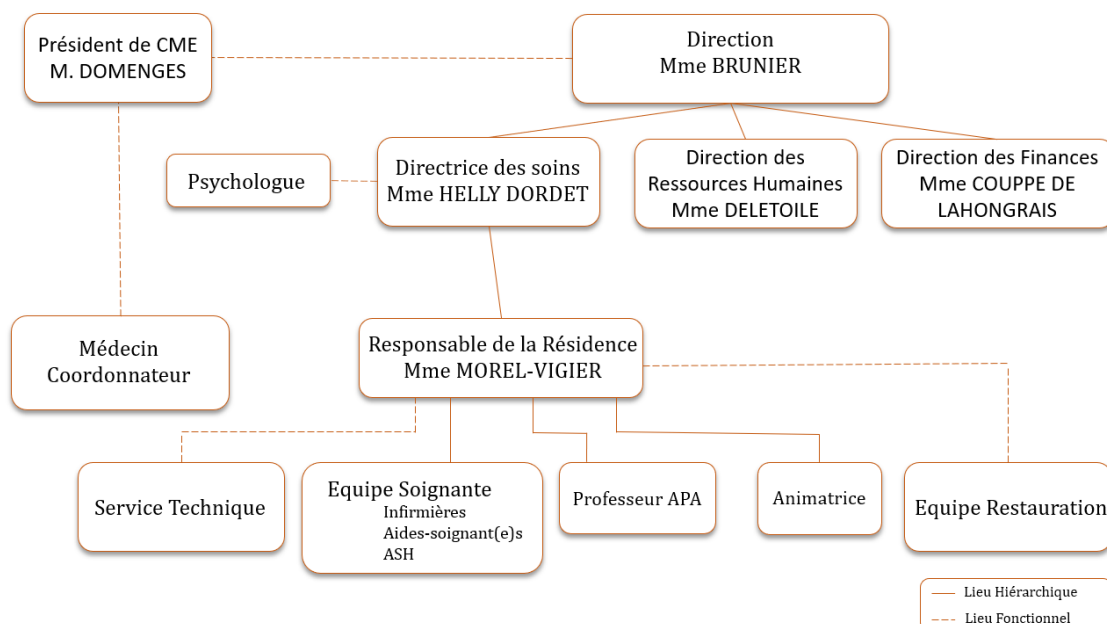 Président de CME
M. DOMENGES
Direction
Mme BRUNIER
Psychologue
Directrice des soins
Mme HELLY DORDET
Direction des
Ressources Humaines
Mme DELETOILE
Direction des Finances
Mme COUPPE DE
LAHONGRAIS
Médecin
Coordonnateur
Responsable de la Résidence
Mme MOREL-VIGIER
Service Technique
Equipe Soignante
Infirmières
Aides-soignant(e)s
ASH
Professeur APA
Animatrice
Equipe Restauration
Lieu Hiérarchique
Lieu Fonctionnel